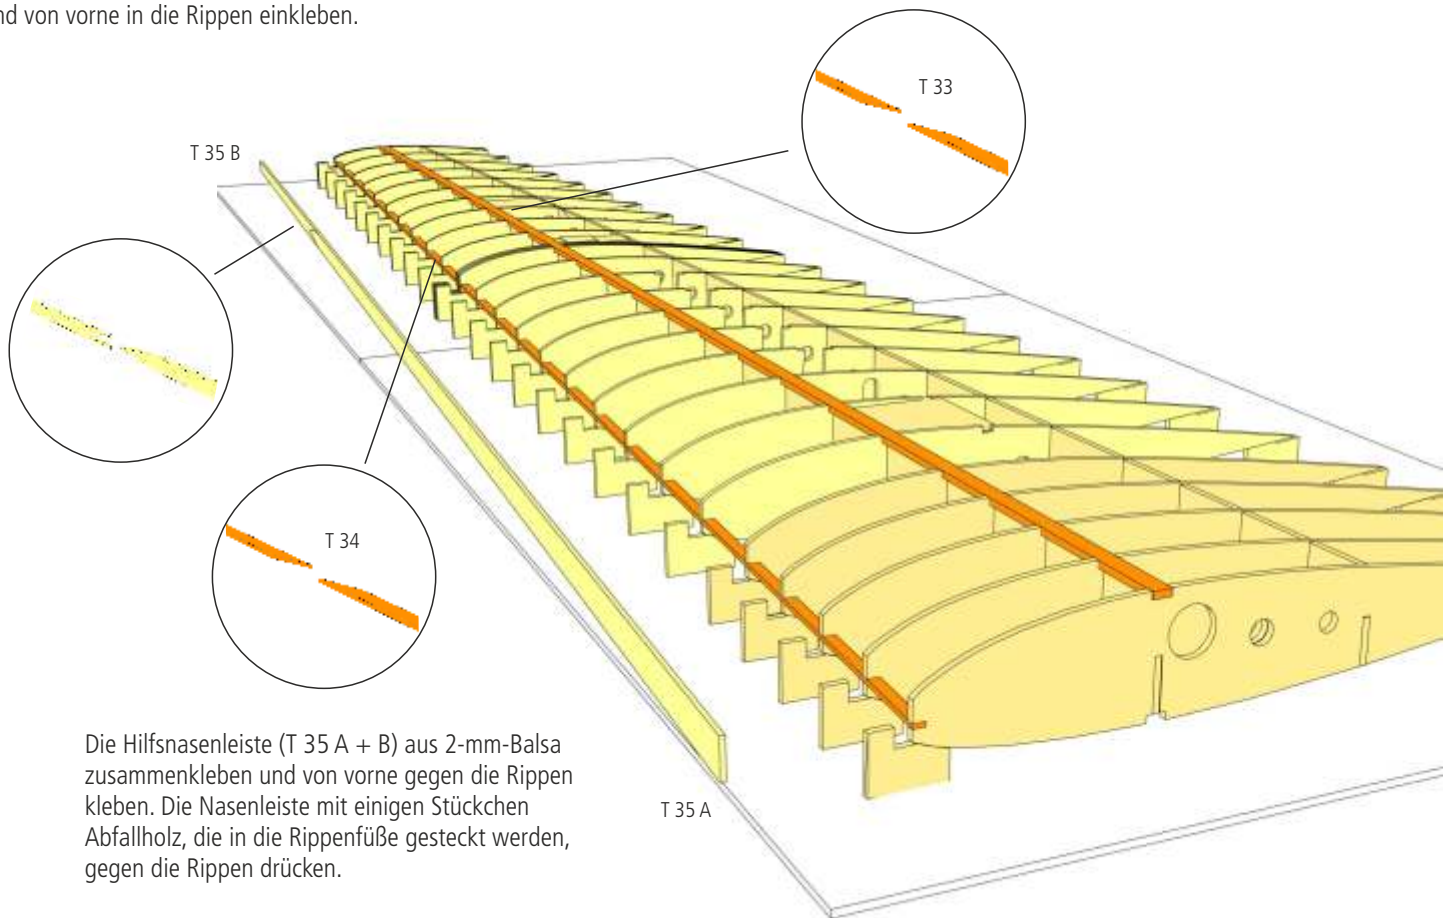 und von vorne in die Rippen einkleben.
T 33
T 35 B
T 34
Die Hilfsnasenleiste (T 35 A + B) aus 2-mm-Balsa
zusammenkleben und von vorne gegen die Rippen
kleben. Die Nasenleiste mit einigen Stückchen
Abfallholz, die in die Rippenfüße gesteckt werden,
gegen die Rippen drücken.
T 35 A